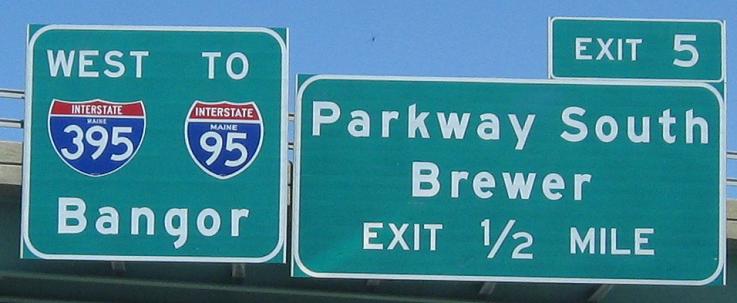 WEST TO
INTERSTATE INTERSTATE
MAINE MAINE
395 95
Bangor
EXIT 5
Parkway South
Brewer
EXIT 1/2 MILE